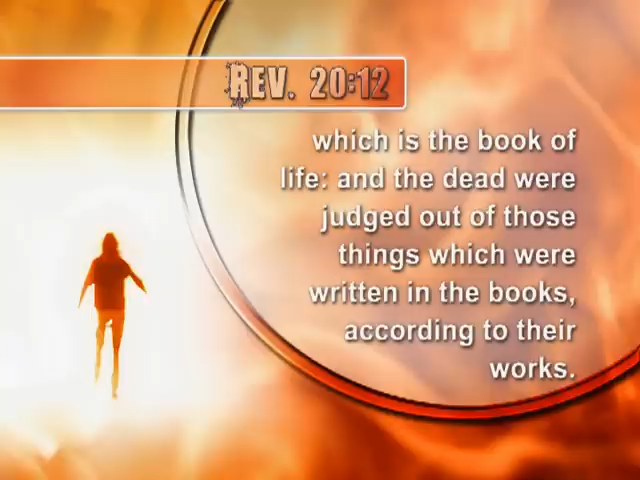 REV. 20:12
which is the book of
life: and the dead were
judged out of those
things which were
written in the books,
according to their
works.